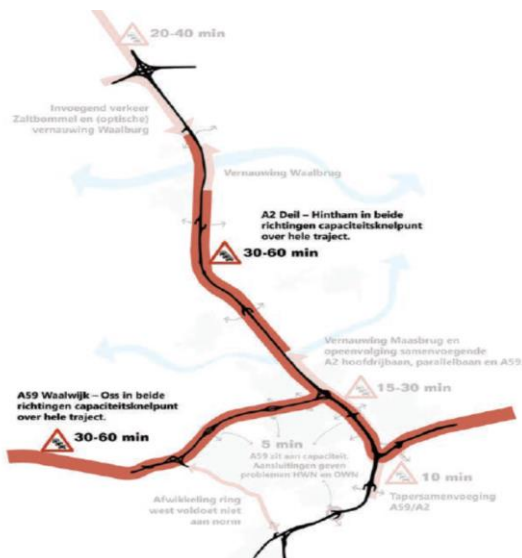 20-40 min
Invoegend verkeer
Zaltbommel en (optische)
vernauwing Waalburg
Vernauwing Waalbrug
A2 Deil – Hintham in beide
richtingen capaciteitsknelpunt
over hele traject.
30-60 min
Vernauwing Maasbrug en
opeenvolging samenvoegende
A2 hoofdrijbaan, parallelbaan en A59
15-30 min
A59 Waalwijk – Oss in beide
richtingen capaciteitsknelpunt
over hele traject.
30-60 min
5 min
A59 zit aan capaciteit.
Aansluitingen geven
problemen HWN en OWN
10 min
Tapersamenvoeging
A59/A2
Afwikkeling ring
west voldoet niet
aan norm